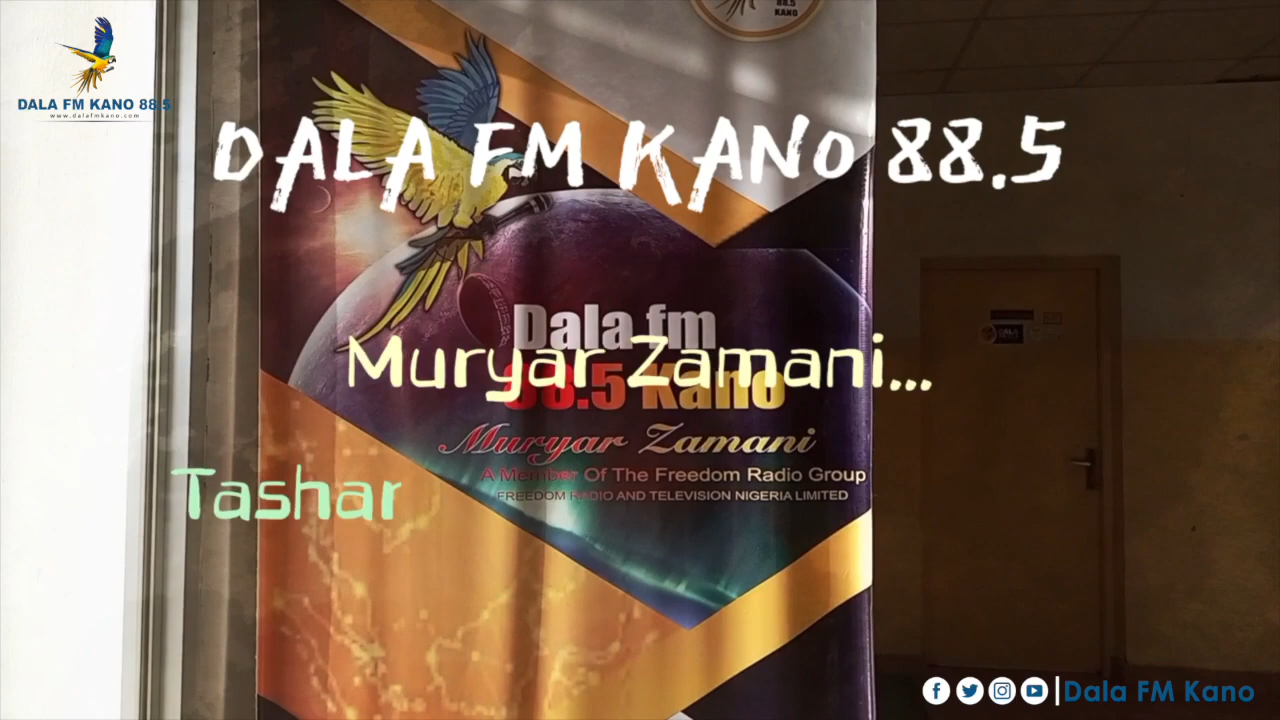 88.5
KANO
DALA FM KANO 88.5
www.dalafmkano.com
DALA FM KANO 88.5
Dala fm
88.5 Kano
Muryar Zamani...
Muryar Zamani
A Member Of The Freedom Radio Group
FREEDOM RADIO AND TELEVISION NIGERIA LIMITED
Tashar
Dala FM Kano